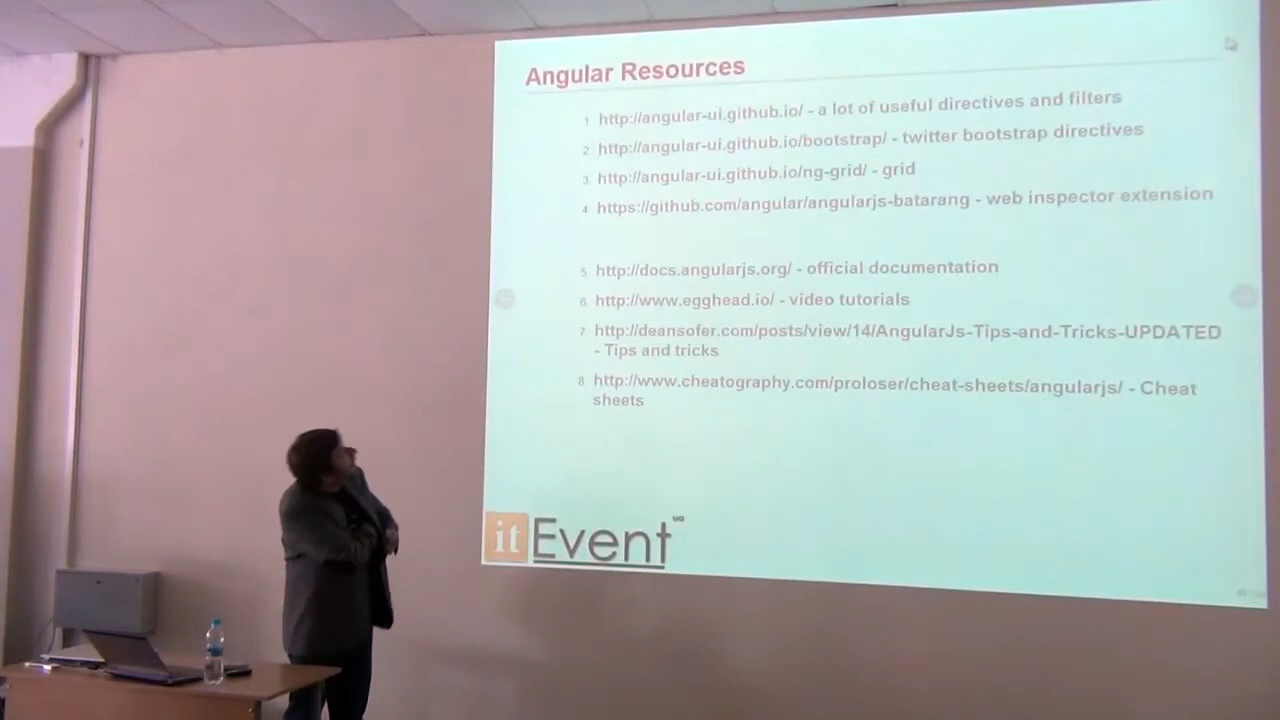 Angular Resources
1 http://angular-ui.github.io/ - a lot of useful directives and filters
2 http://angular-ui.github.io/bootstrap/ - twitter bootstrap directives
3 http://angular-ui.github.io/ng-grid/ - grid
4 https://github.com/angular/angularjs-batarang - web inspector extension
5 http://docs.angularjs.org/ - official documentation
6 http://www.egghead.io/ - video tutorials
7 http://deansofer.com/posts/view/14/AngularJs-Tips-and-Tricks-UPDATED
- Tips and tricks
8 http://www.cheatography.com/proloser/cheat-sheets/angularjs/ - Cheat
sheets
it Event ua